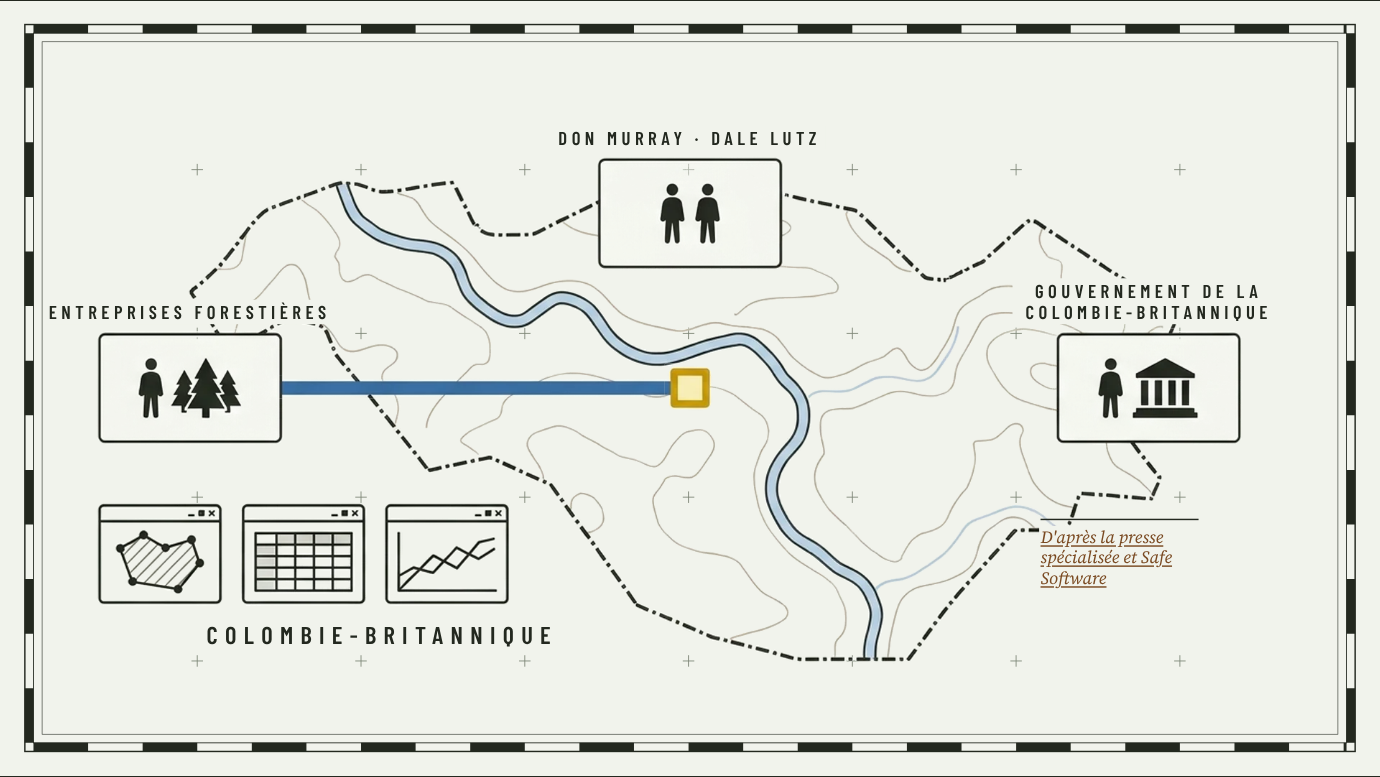 DON MURRAY · DALE LUTZ
ENTREPRISES FORESTIÈRES
GOUVERNEMENT DE LA
COLOMBIE-BRITANNIQUE
D'après la presse
spécialisée et Safe
Software
COLOMBIE-BRITANNIQUE